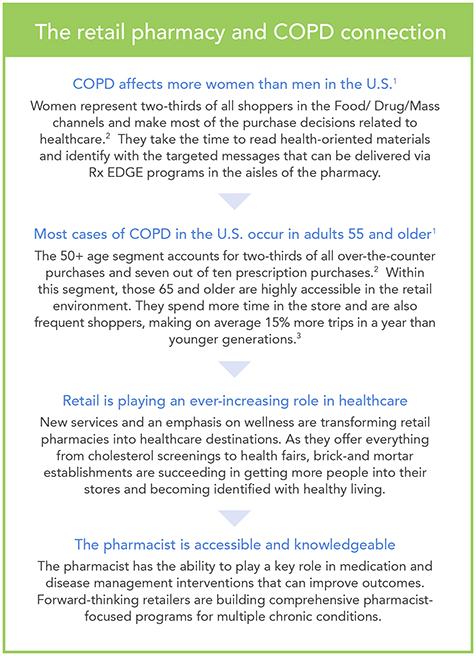 The retail pharmacy and COPD connection
COPD affects more women than men in the U.S.¹
Women represent two-thirds of all shoppers in the Food/ Drug/Mass
channels and make most of the purchase decisions related to
healthcare.² They take the time to read health-oriented materials
and identify with the targeted messages that can be delivered via
Rx EDGE programs in the aisles of the pharmacy.
Most cases of COPD in the U.S. occur in adults 55 and older¹
The 50+ age segment accounts for two-thirds of all over-the-counter
purchases and seven out of ten prescription purchases.² Within
this segment, those 65 and older are highly accessible in the retail
environment. They spend more time in the store and are also
frequent shoppers, making on average 15% more trips in a year than
younger generations.³
Retail is playing an ever-increasing role in healthcare
New services and an emphasis on wellness are transforming retail
pharmacies into healthcare destinations. As they offer everything
from cholesterol screenings to health fairs, brick-and mortar
establishments are succeeding in getting more people into their
stores and becoming identified with healthy living.
The pharmacist is accessible and knowledgeable
The pharmacist has the ability to play a key role in medication and
disease management interventions that can improve outcomes.
Forward-thinking retailers are building comprehensive pharmacist-
focused programs for multiple chronic conditions.